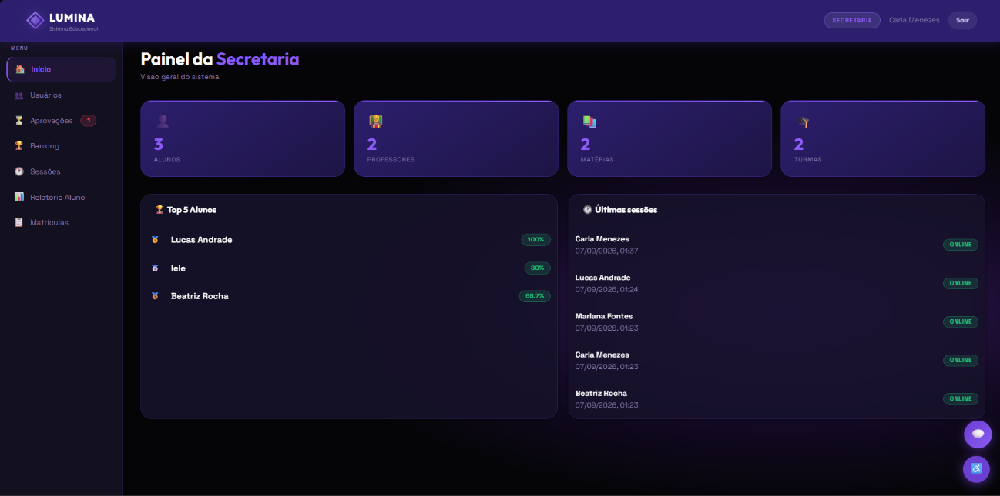 LUMINA
Sistema Educacional
SECRETARIA
Carla Menezes
Sair
MENU
Início
Usuários
Aprovações 1
Ranking
Sessões
Relatório Aluno
Matrículas
Painel da Secretaria
Visão geral do sistema
3
ALUNOS
2
PROFESSORES
2
MATÉRIAS
2
TURMAS
Top 5 Alunos
Lucas Andrade 100%
lele 80%
Beatriz Rocha 66.7%
Últimas sessões
Carla Menezes
07/09/2026, 01:37
ONLINE
Lucas Andrade
07/09/2026, 01:24
ONLINE
Mariana Fontes
07/09/2026, 01:23
ONLINE
Carla Menezes
07/09/2026, 01:23
ONLINE
Beatriz Rocha
07/09/2026, 01:23
ONLINE